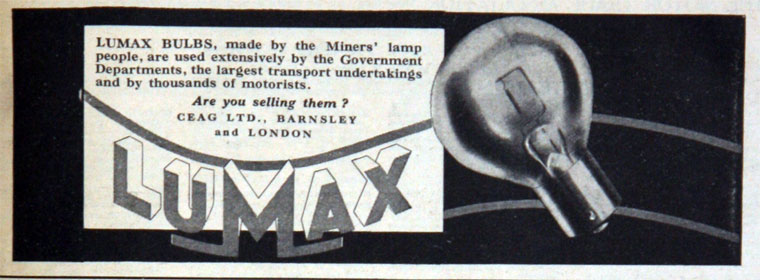 LUMAX BULBS, made by the Miners' lamp
people, are used extensively by the Government
Departments, the largest transport undertakings
and by thousands of motorists.
Are you selling them ?
CEAG LTD., BARNSLEY
and LONDON
LUMAX